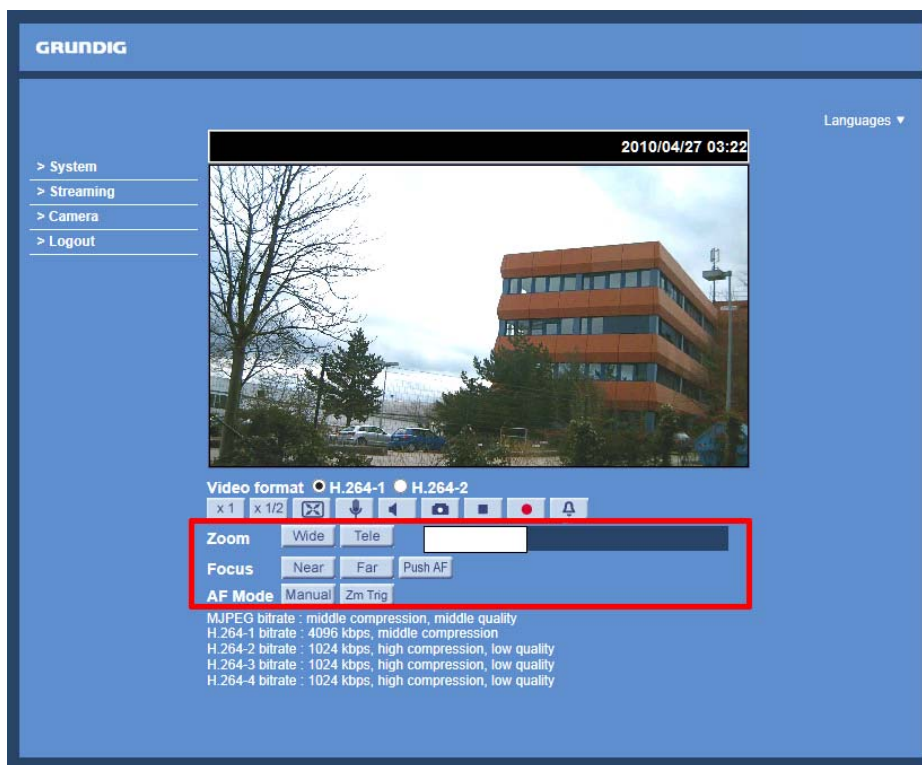 GRUNDIG
Languages ▼
2010/04/27 03:22
> System
> Streaming
> Camera
> Logout
Video format H.264-1 H.264-2
x 1 x 1/2
Zoom Wide Tele
Focus Near Far Push AF
AF Mode Manual Zm Trig
MJPEG bitrate : middle compression, middle quality
H.264-1 bitrate : 4096 kbps, middle compression
H.264-2 bitrate : 1024 kbps, high compression, low quality
H.264-3 bitrate : 1024 kbps, high compression, low quality
H.264-4 bitrate : 1024 kbps, high compression, low quality